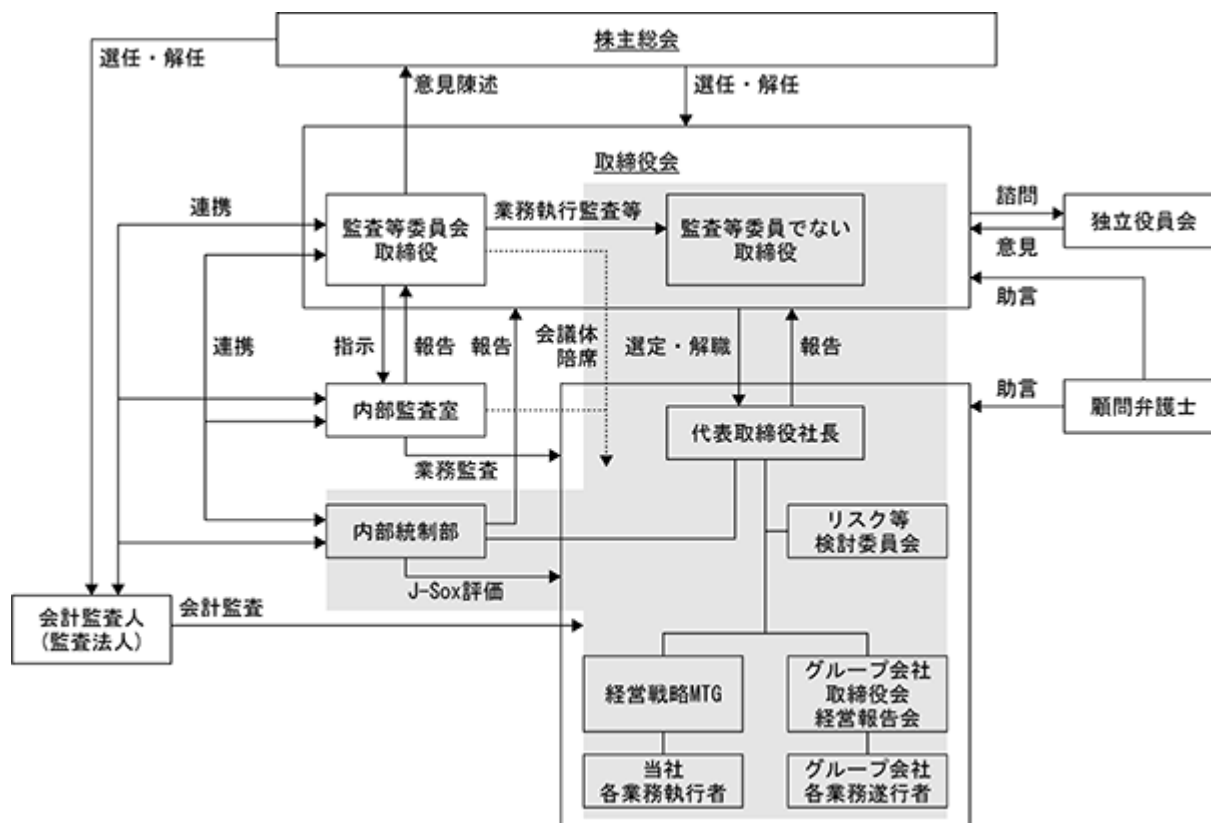 株主総会
選任・解任
意見陳述
選任・解任
取締役会
連携
監査等委員会
取締役
業務執行監査等
監査等委員でない
取締役
諮問
独立役員会
意見
助言
連携
指示
報告
報告
会議体
陪席
選定・解職
報告
内部監査室
代表取締役社長
助言
顧問弁護士
業務監査
内部統制部
リスク等
検討委員会
J-Sox評価
会計監査人
(監査法人)
会計監査
経営戦略MTG
グループ会社
取締役会
経営報告会
当社
各業務執行者
グループ会社
各業務遂行者